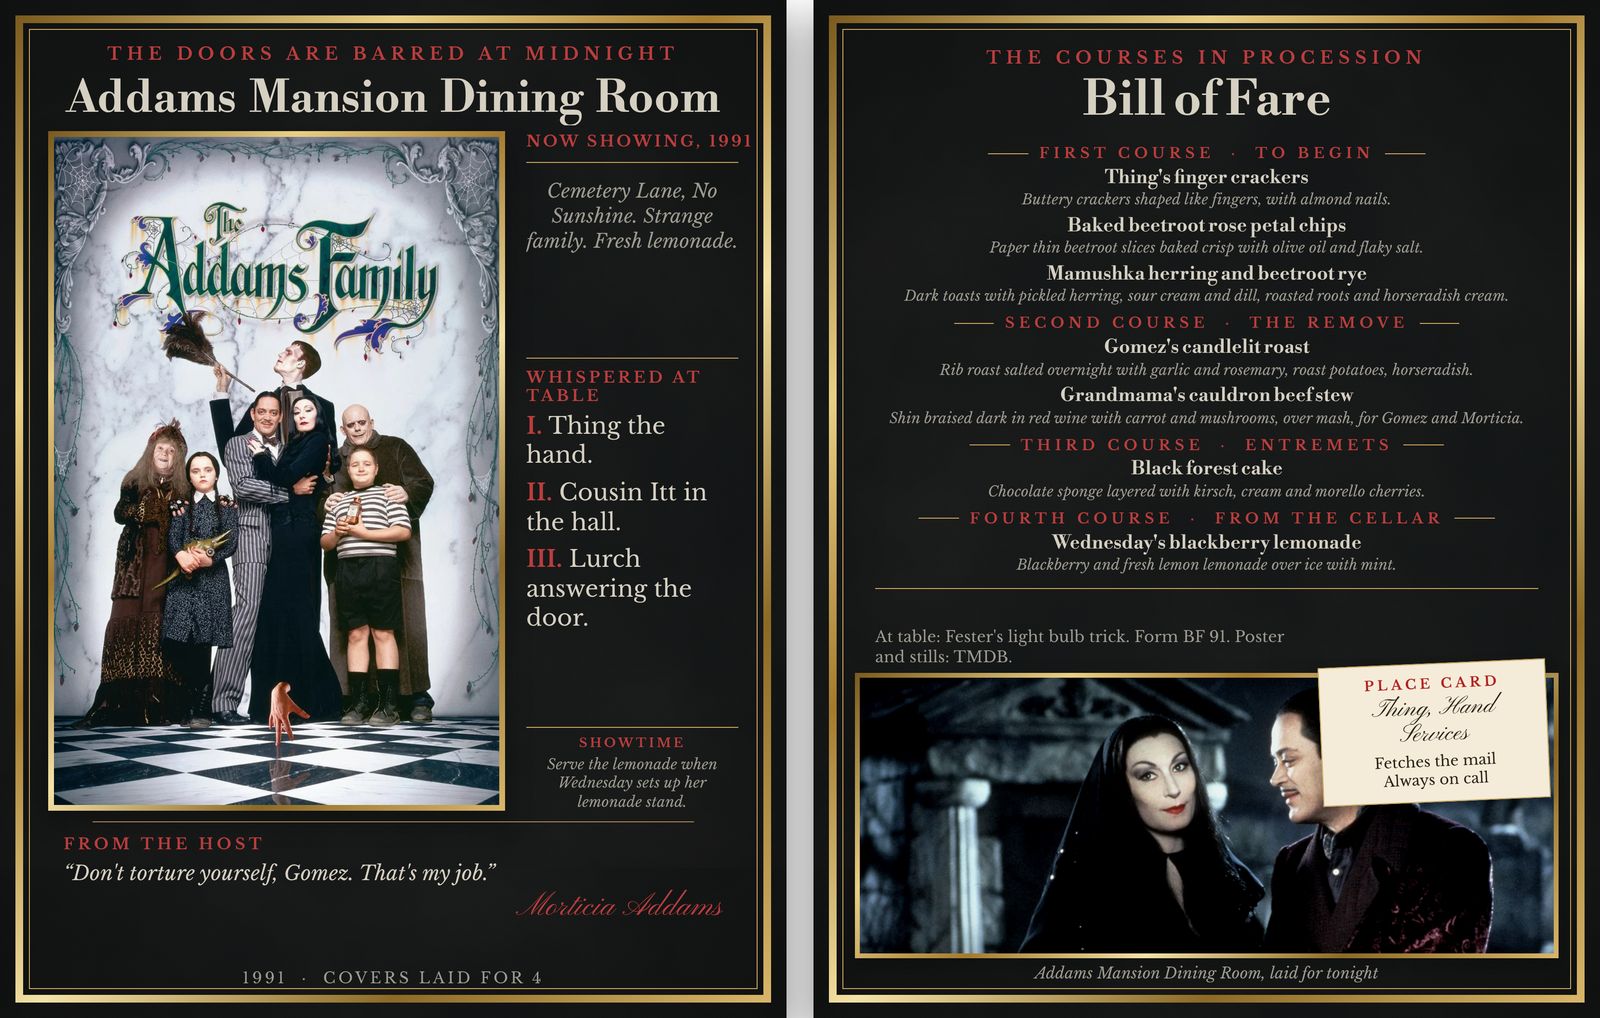 THE DOORS ARE BARRED AT MIDNIGHT
Addams Mansion Dining Room
The
Addams Family
NOW SHOWING, 1991
Cemetery Lane, No
Sunshine. Strange
family. Fresh lemonade.
WHISPERED AT
TABLE
I. Thing the
hand.
II. Cousin Itt in
the hall.
III. Lurch
answering the
door.
SHOWTIME
Serve the lemonade when
Wednesday sets up her
lemonade stand.
FROM THE HOST
“Don't torture yourself, Gomez. That's my job.”
Morticia Addams
1991 · COVERS LAID FOR 4
THE COURSES IN PROCESSION
Bill of Fare
FIRST COURSE · TO BEGIN
Thing's finger crackers
Buttery crackers shaped like fingers, with almond nails.
Baked beetroot rose petal chips
Paper thin beetroot slices baked crisp with olive oil and flaky salt.
Mamushka herring and beetroot rye
Dark toasts with pickled herring, sour cream and dill, roasted roots and horseradish cream.
SECOND COURSE · THE REMOVE
Gomez's candlelit roast
Rib roast salted overnight with garlic and rosemary, roast potatoes, horseradish.
Grandmama's cauldron beef stew
Shin braised dark in red wine with carrot and mushrooms, over mash, for Gomez and Morticia.
THIRD COURSE · ENTREMETS
Black forest cake
Chocolate sponge layered with kirsch, cream and morello cherries.
FOURTH COURSE · FROM THE CELLAR
Wednesday's blackberry lemonade
Blackberry and fresh lemon lemonade over ice with mint.
At table: Fester's light bulb trick. Form BF 91. Poster
and stills: TMDB.
PLACE CARD
Thing, Hand
Services
Fetches the mail
Always on call
Addams Mansion Dining Room, laid for tonight